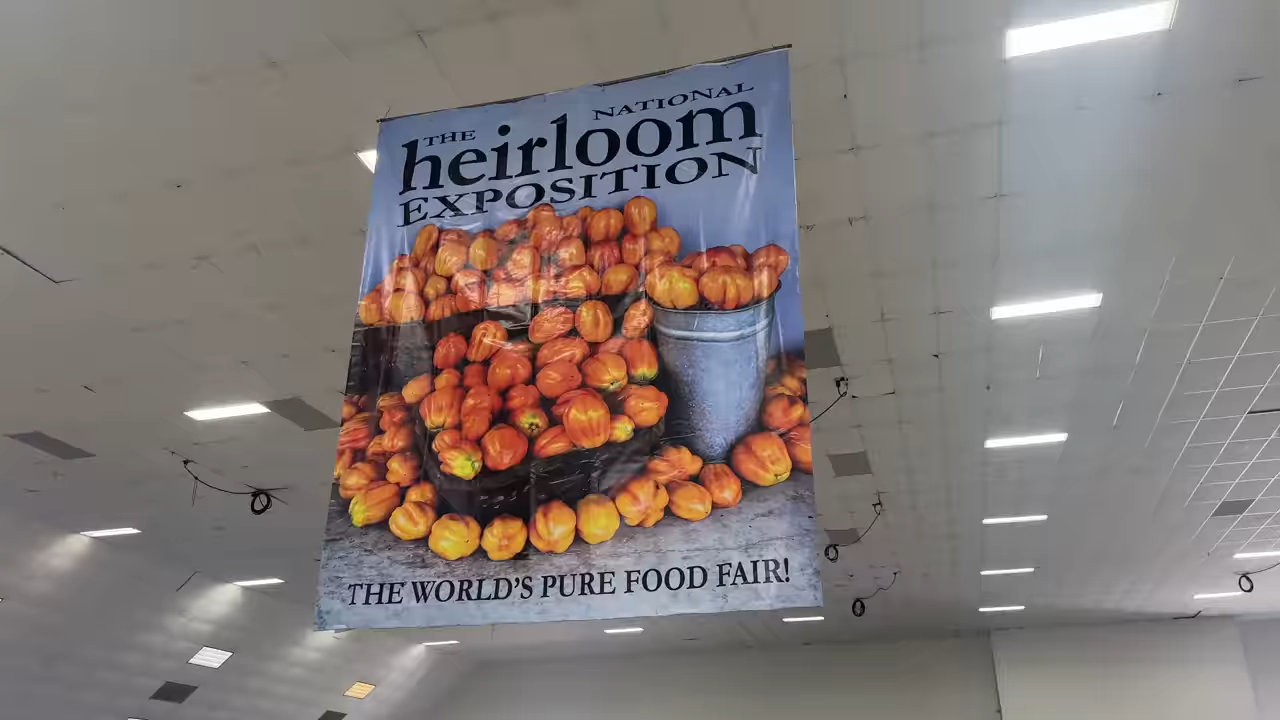 THE NATIONAL
heirloom
EXPOSITION
THE WORLD'S PURE FOOD FAIR!